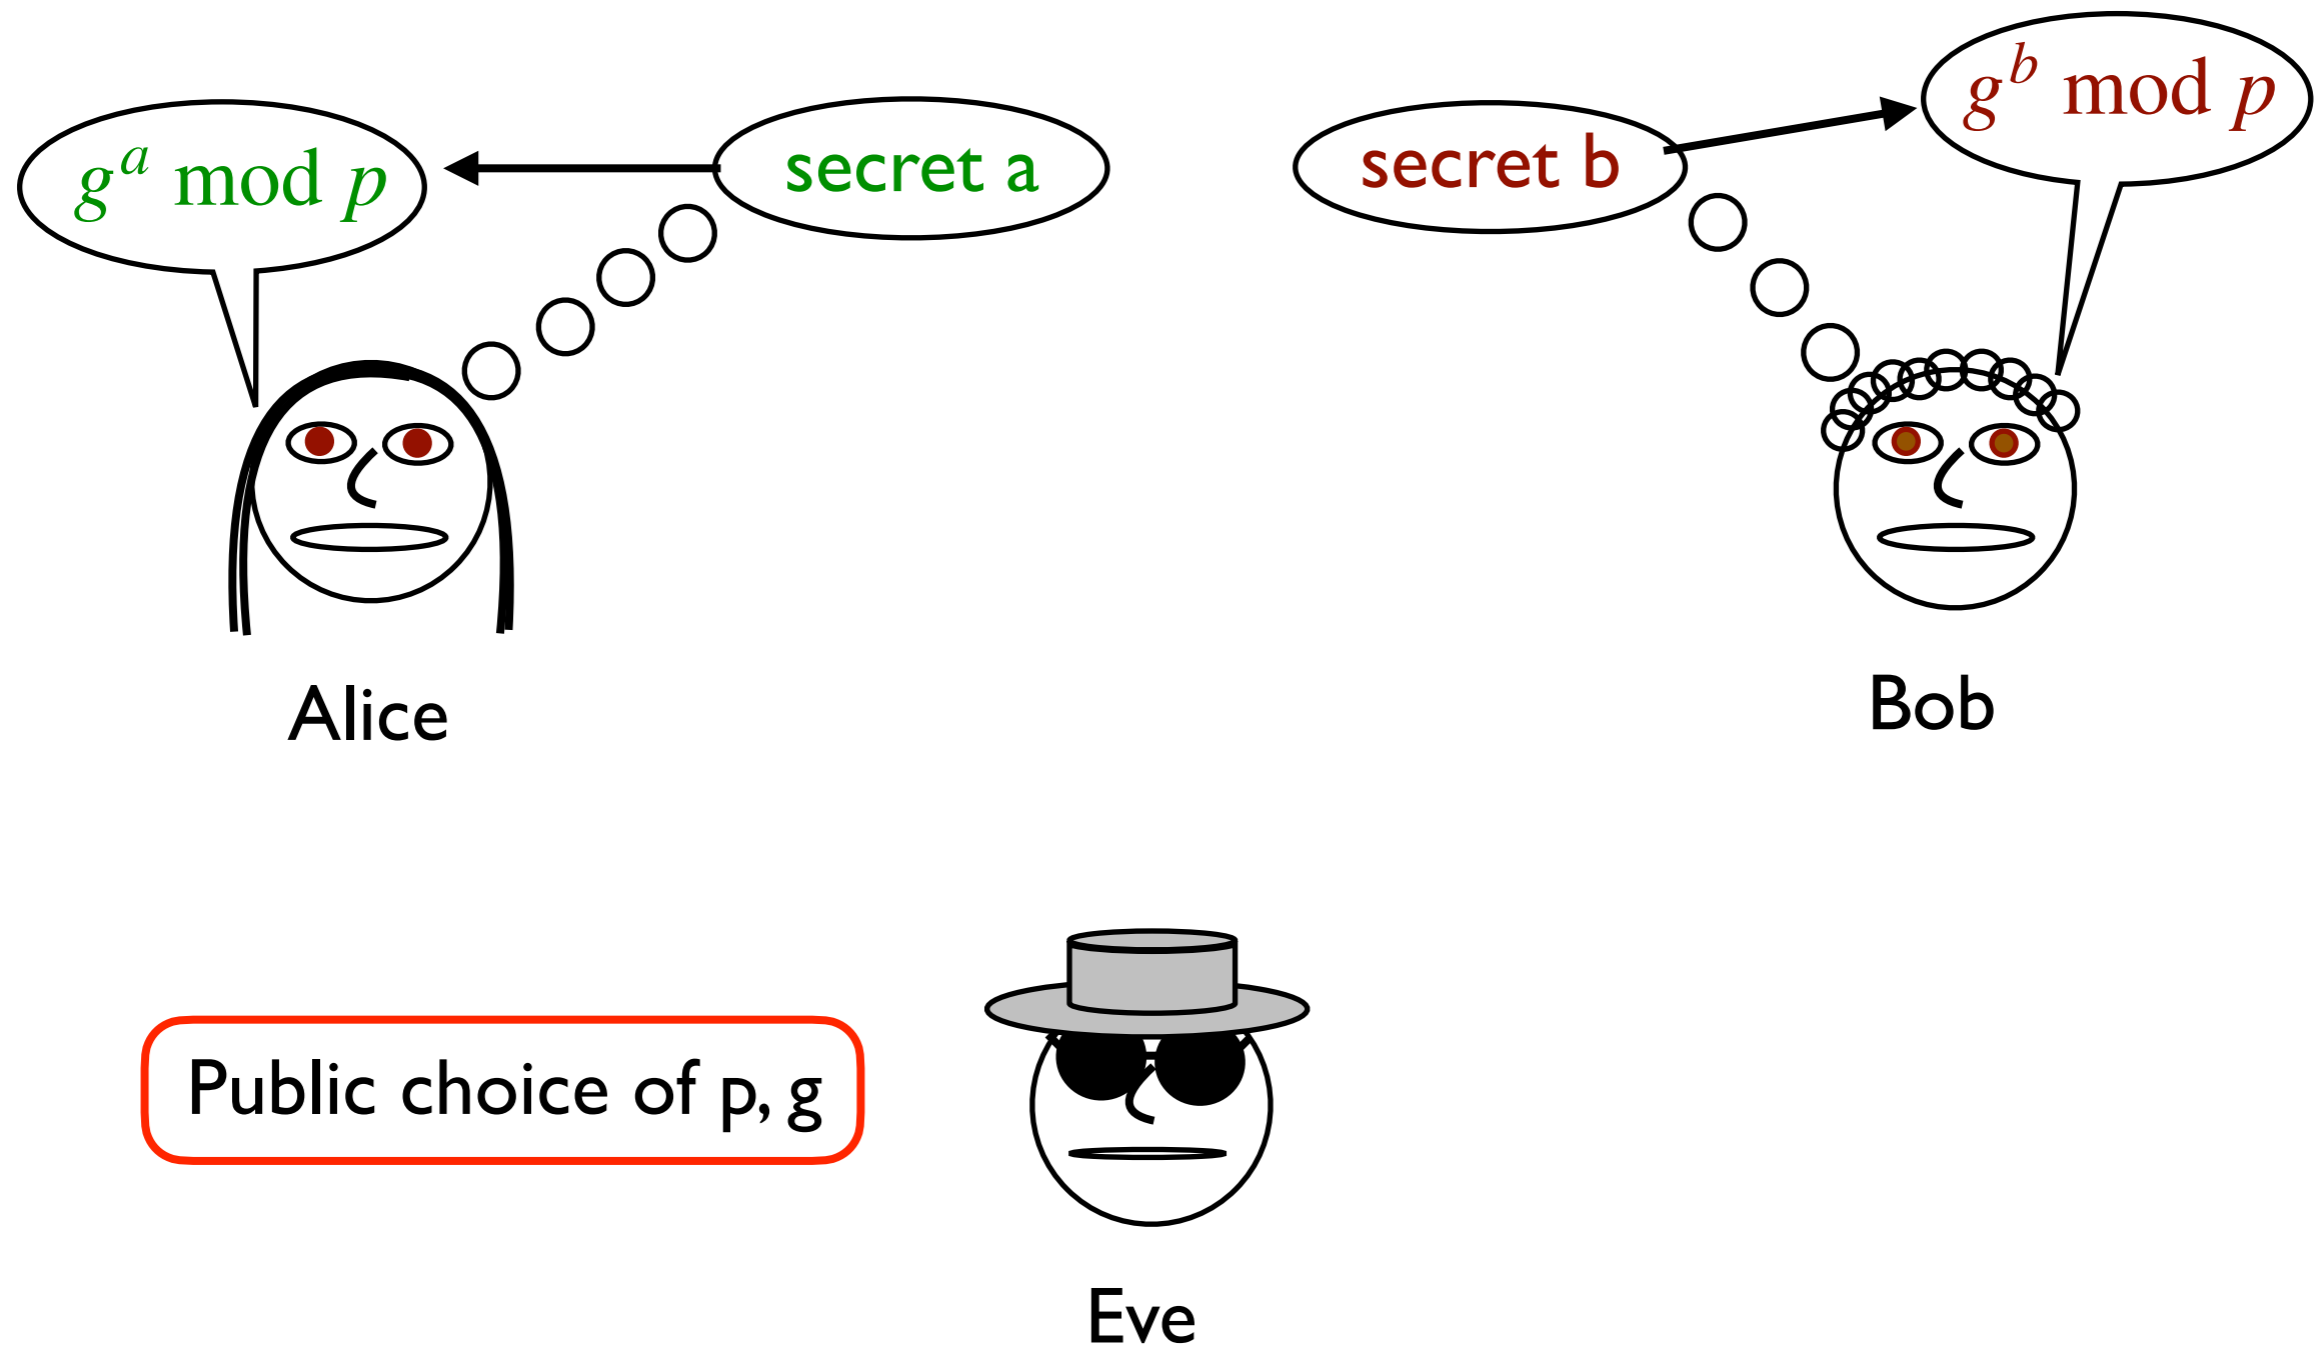 g^b mod p
g^a mod p
secret a
secret b
Alice
Bob
Public choice of p, g
Eve